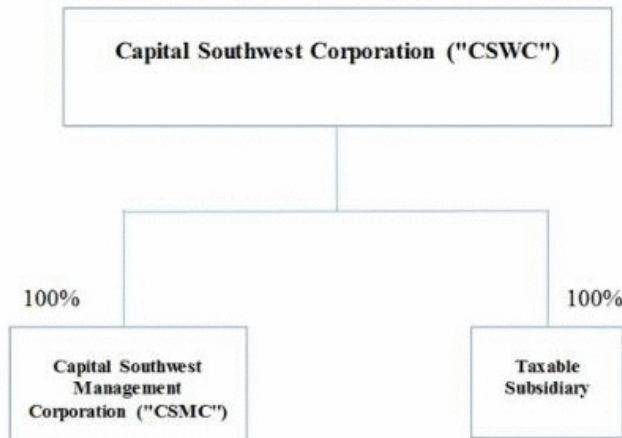 Capital Southwest Corporation ("CSWC")
100%
100%
Capital Southwest
Management
Corporation ("CSMC")
Taxable
Subsidiary